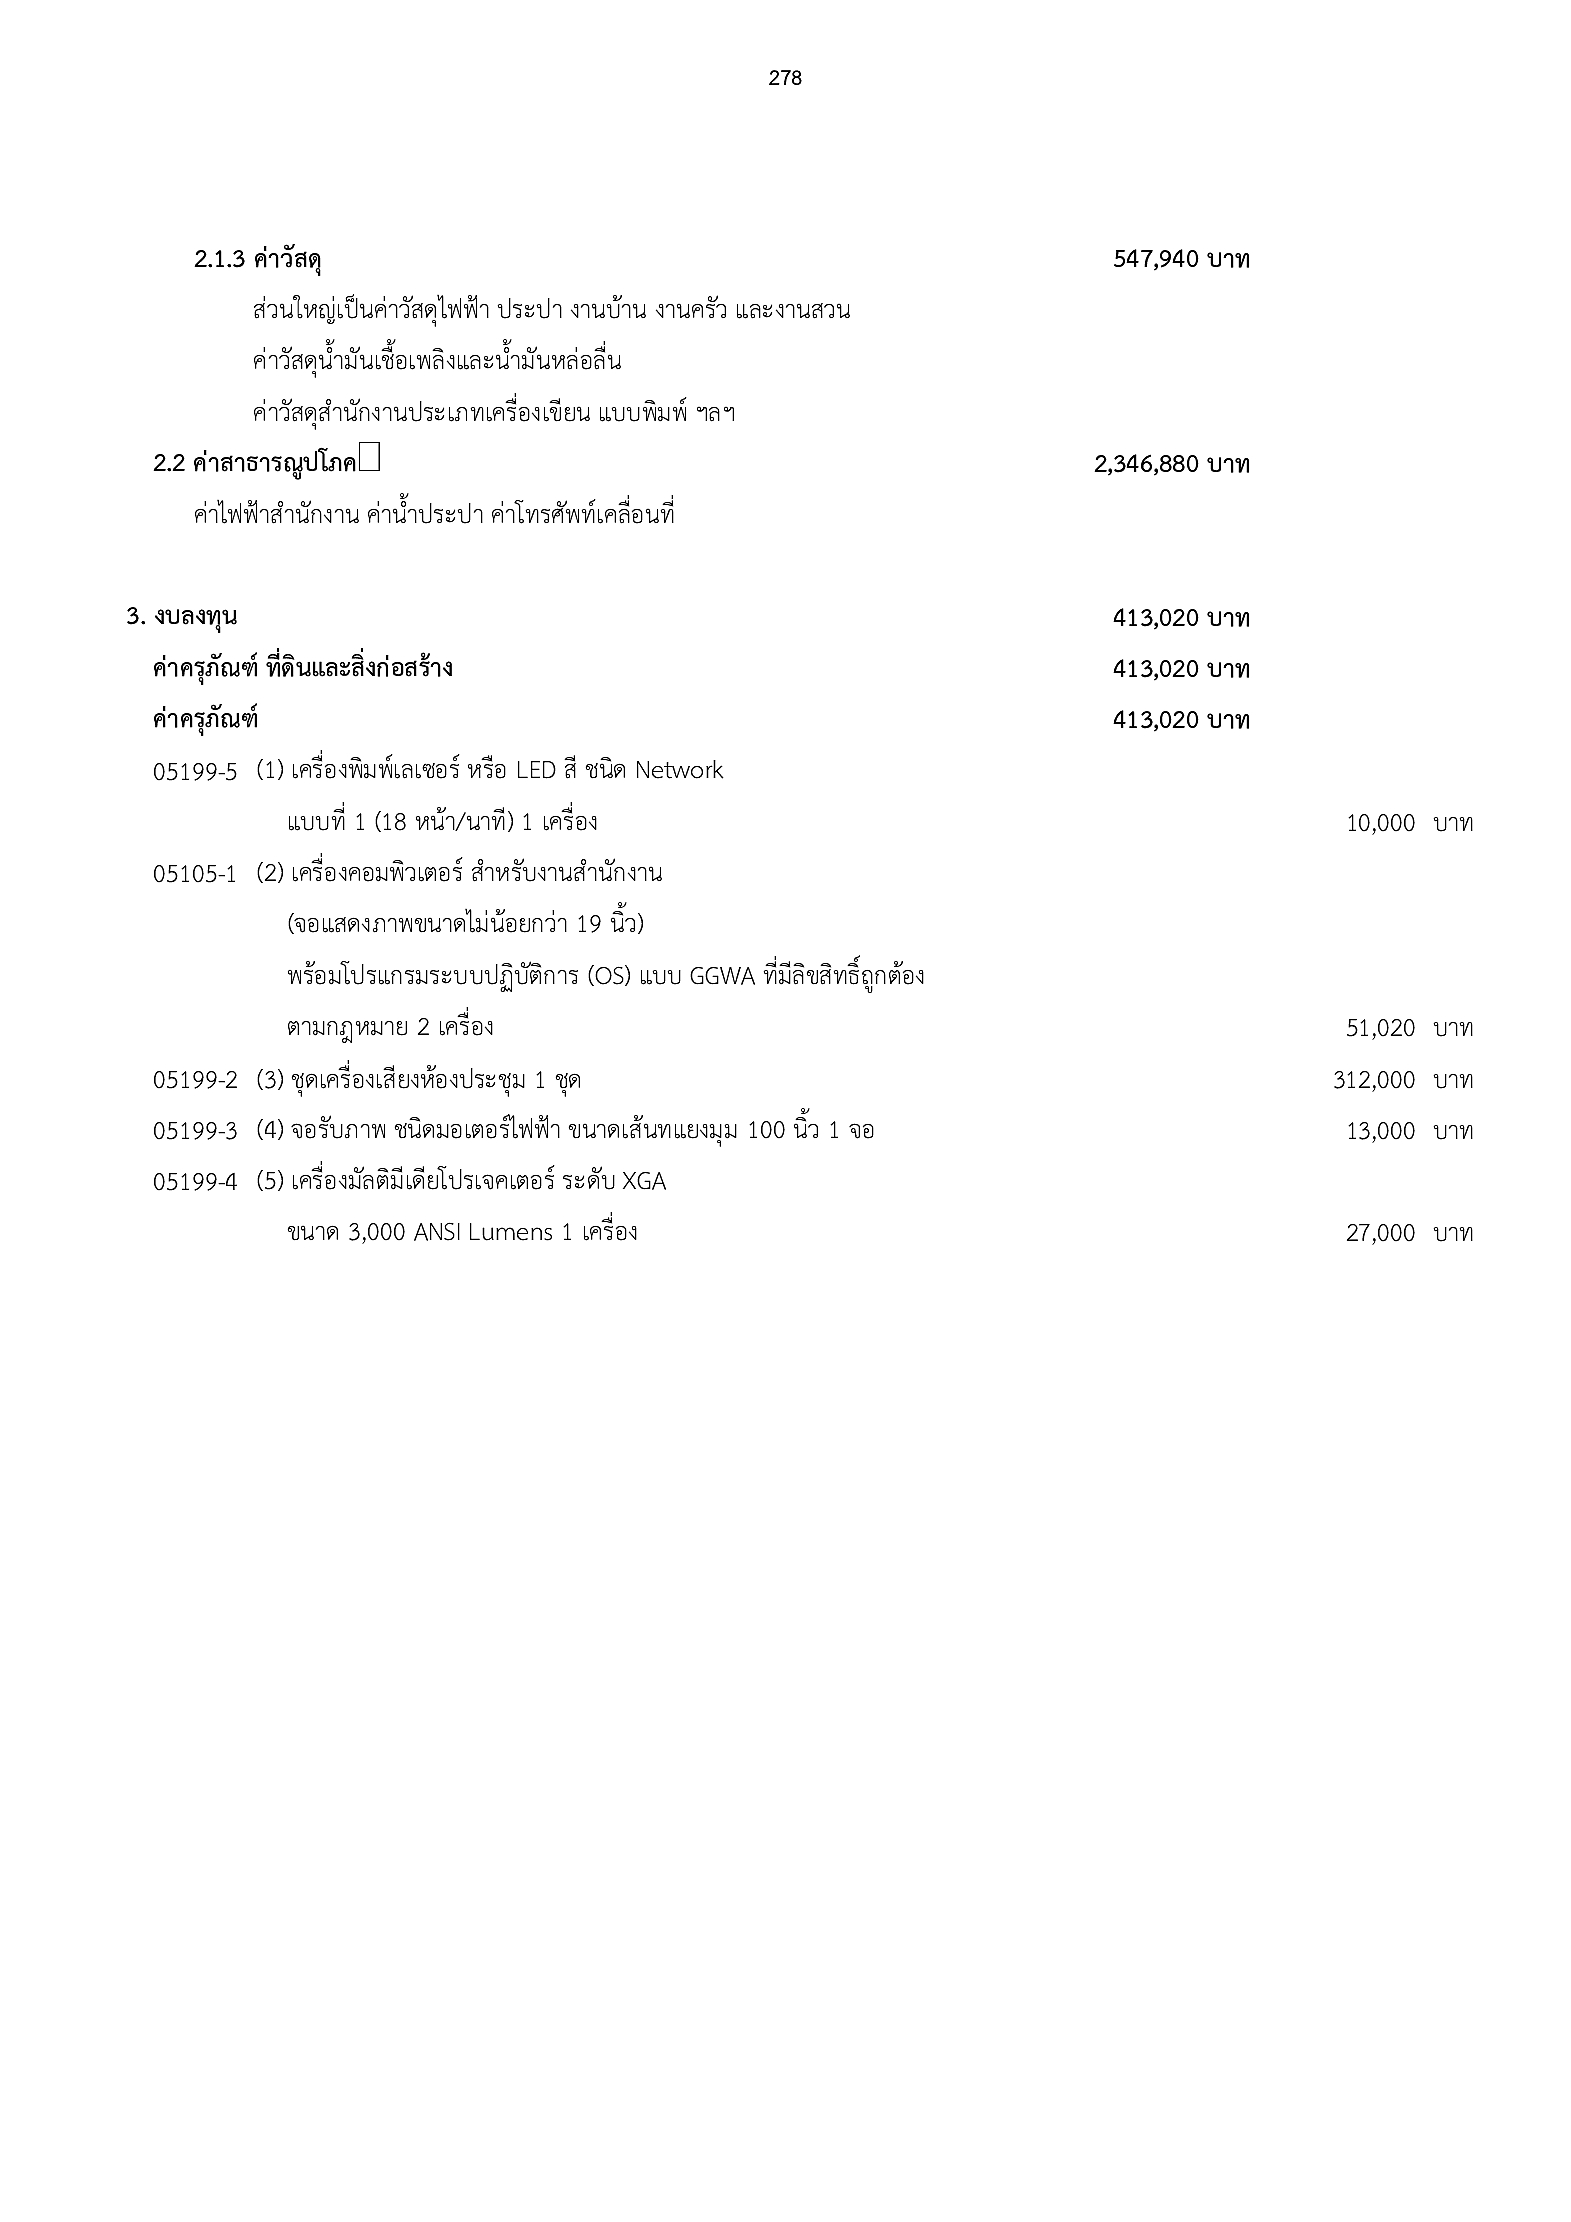 278
2.1.3 ค่าวัสดุ 547,940 บาท
ส่วนใหญ่เป็นค่าวัสดุไฟฟ้า ประปา งานบ้าน งานครัว และงานสวน
ค่าวัสดุน้ำมันเชื้อเพลิงและน้ำมันหล่อลื่น
ค่าวัสดุสำนักงานประเภทเครื่องเขียน แบบพิมพ์ ฯลฯ
2.2 ค่าสาธารณูปโภค 2,346,880 บาท
ค่าไฟฟ้าสำนักงาน ค่าน้ำประปา ค่าโทรศัพท์เคลื่อนที่
3. งบลงทุน 413,020 บาท
ค่าครุภัณฑ์ ที่ดินและสิ่งก่อสร้าง 413,020 บาท
ค่าครุภัณฑ์ 413,020 บาท
05199-5 (1) เครื่องพิมพ์เลเซอร์ หรือ LED สี ชนิด Network
แบบที่ 1 (18 หน้า/นาที) 1 เครื่อง 10,000 บาท
05105-1 (2) เครื่องคอมพิวเตอร์ สำหรับงานสำนักงาน
(จอแสดงภาพขนาดไม่น้อยกว่า 19 นิ้ว)
พร้อมโปรแกรมระบบปฏิบัติการ (OS) แบบ GGWA ที่มีลิขสิทธิ์ถูกต้อง
ตามกฎหมาย 2 เครื่อง 51,020 บาท
05199-2 (3) ชุดเครื่องเสียงห้องประชุม 1 ชุด 312,000 บาท
05199-3 (4) จอรับภาพ ชนิดมอเตอร์ไฟฟ้า ขนาดเส้นทแยงมุม 100 นิ้ว 1 จอ 13,000 บาท
05199-4 (5) เครื่องมัลติมีเดียโปรเจคเตอร์ ระดับ XGA
ขนาด 3,000 ANSI Lumens 1 เครื่อง 27,000 บาท